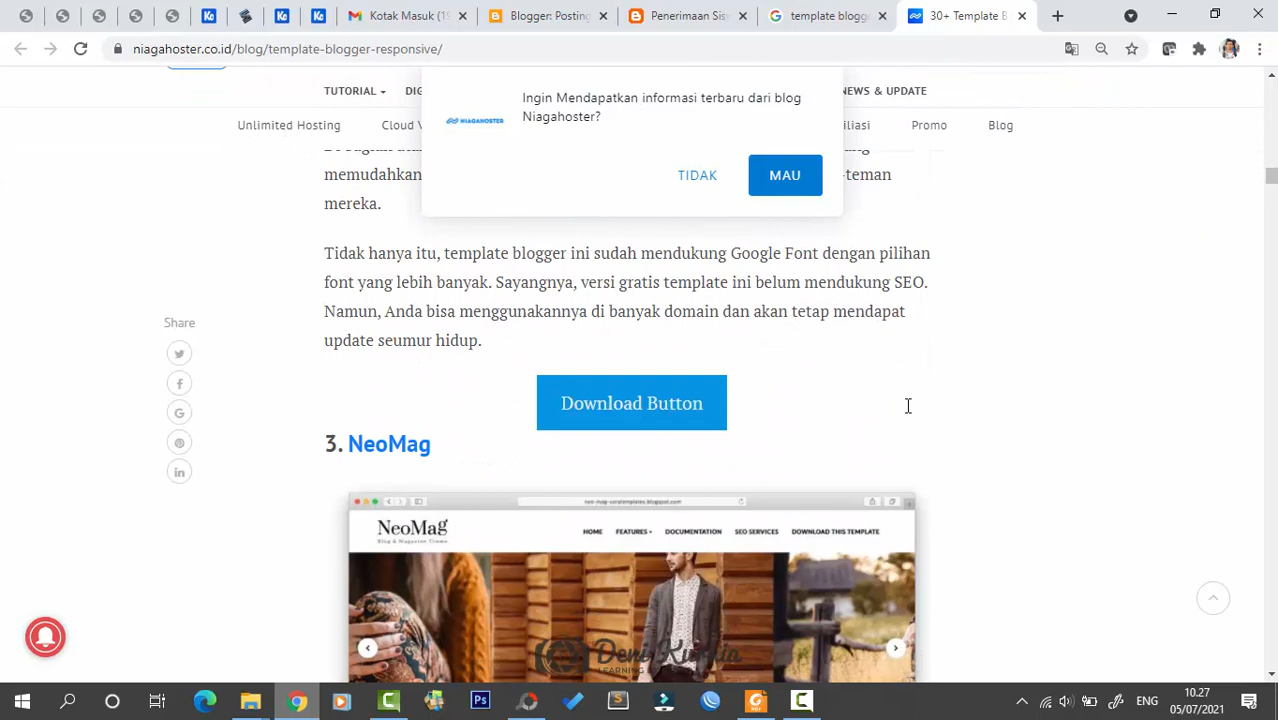 Kotak Masuk (19
Blogger: Posting
Penerimaan Sis
template blogge
30+ Template B
niagahoster.co.id/blog/template-blogger-responsive/
TUTORIAL
DIG
NEWS & UPDATE
Ingin Mendapatkan informasi terbaru dari blog
Niagahoster?
NIAGAHOSTER
TIDAK
MAU
Unlimited Hosting
Cloud V
iliasi
Promo
Blog
memudahkan
-teman
mereka.
Tidak hanya itu, template blogger ini sudah mendukung Google Font dengan pilihan
font yang lebih banyak. Sayangnya, versi gratis template ini belum mendukung SEO.
Namun, Anda bisa menggunakannya di banyak domain dan akan tetap mendapat
update seumur hidup.
Share
Download Button
3. NeoMag
neo-mag-soratemplates.blogspot.com
NeoMag
Blog & Magazine Theme
HOME
FEATURES
DOCUMENTATION
SEO SERVICES
DOWNLOAD THIS TEMPLATE
ENG
10.27
05/07/2021